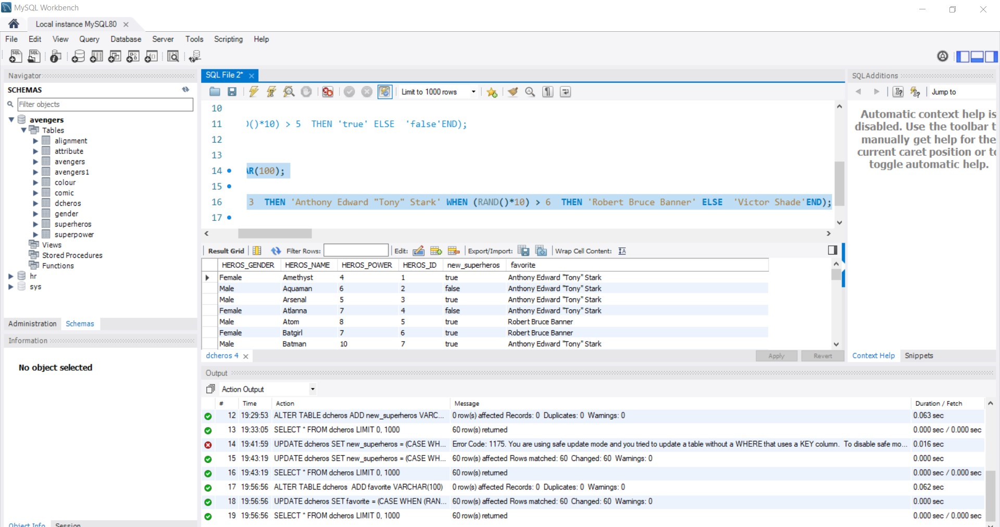 MySQL Workbench
Local instance MySQL80
File Edit View Query Database Server Tools Scripting Help
Navigator
SCHEMAS
Filter objects
avengers
Tables
alignment
attribute
avengers
avengers1
colour
comic
dcheros
gender
superheros
superpower
Views
Stored Procedures
Functions
hr
sys
Administration Schemas
Information
No object selected
Object Info Session
SQL File 2*
Limit to 1000 rows
10
11 )()*10) > 5 THEN 'true' ELSE 'false'END);
12
13
14 AR(100);
15
16 3 THEN 'Anthony Edward "Tony" Stark' WHEN (RAND()*10) > 6 THEN 'Robert Bruce Banner' ELSE 'Victor Shade'END);
17
Result Grid Filter Rows: Edit: Export/Import: Wrap Cell Content:
HEROS_GENDER HEROS_NAME HEROS_POWER HEROS_ID new_superheros favorite
Female Amethyst 4 1 true Anthony Edward "Tony" Stark
Male Aquaman 6 2 false Anthony Edward "Tony" Stark
Male Arsenal 5 3 true Anthony Edward "Tony" Stark
Female Atlanna 7 4 false Anthony Edward "Tony" Stark
Male Atom 8 5 true Robert Bruce Banner
Female Batgirl 7 6 true Robert Bruce Banner
Male Batman 10 7 true Anthony Edward "Tony" Stark
dcheros 4
Apply Revert
SQLAdditions
Jump to
Automatic context help is
disabled. Use the toolbar t
manually get help for the
current caret position or to
toggle automatic help.
Context Help Snippets
Output
Action Output
# Time Action Message Duration / Fetch
12 19:29:53 ALTER TABLE dcheros ADD new_superheros VARC... 0 row(s) affected Records: 0 Duplicates: 0 Warnings: 0 0.063 sec
13 19:33:05 SELECT * FROM dcheros LIMIT 0, 1000 60 row(s) returned 0.000 sec / 0.000 sec
14 19:41:59 UPDATE dcheros SET new_superheros = (CASE WH... Error Code: 1175. You are using safe update mode and you tried to update a table without a WHERE that uses a KEY column. To disable safe mo... 0.016 sec
15 19:43:19 UPDATE dcheros SET new_superheros = (CASE WH... 60 row(s) affected Rows matched: 60 Changed: 60 Warnings: 0 0.000 sec
16 19:43:19 SELECT * FROM dcheros LIMIT 0, 1000 60 row(s) returned 0.000 sec / 0.000 sec
17 19:56:56 ALTER TABLE dcheros ADD favorite VARCHAR(100) 0 row(s) affected Records: 0 Duplicates: 0 Warnings: 0 0.062 sec
18 19:56:56 UPDATE dcheros SET favorite = (CASE WHEN (RAN... 60 row(s) affected Rows matched: 60 Changed: 60 Warnings: 0 0.000 sec
19 19:56:56 SELECT * FROM dcheros LIMIT 0, 1000 60 row(s) returned 0.000 sec / 0.000 sec